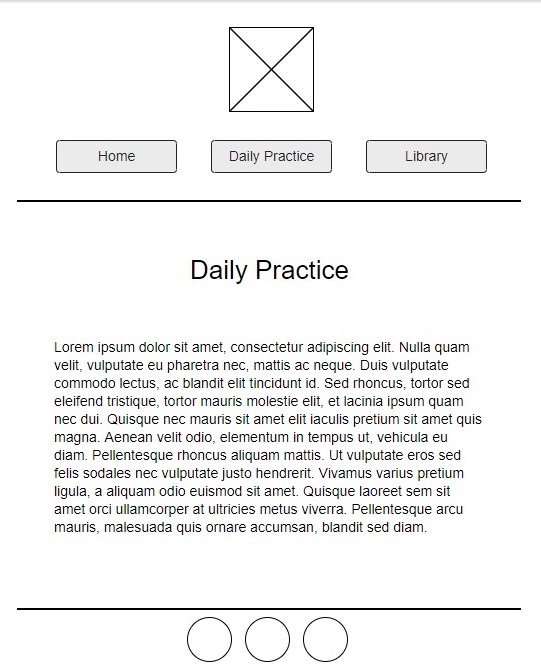 Home
Daily Practice
Library
Daily Practice
Lorem ipsum dolor sit amet, consectetur adipiscing elit. Nulla quam
velit, vulputate eu pharetra nec, mattis ac neque. Duis vulputate
commodo lectus, ac blandit elit tincidunt id. Sed rhoncus, tortor sed
eleifend tristique, tortor mauris molestie elit, et lacinia ipsum quam
nec dui. Quisque nec mauris sit amet elit iaculis pretium sit amet quis
magna. Aenean velit odio, elementum in tempus ut, vehicula eu
diam. Pellentesque rhoncus aliquam mattis. Ut vulputate eros sed
felis sodales nec vulputate justo hendrerit. Vivamus varius pretium
ligula, a aliquam odio euismod sit amet. Quisque laoreet sem sit
amet orci ullamcorper at ultricies metus viverra. Pellentesque arcu
mauris, malesuada quis ornare accumsan, blandit sed diam.